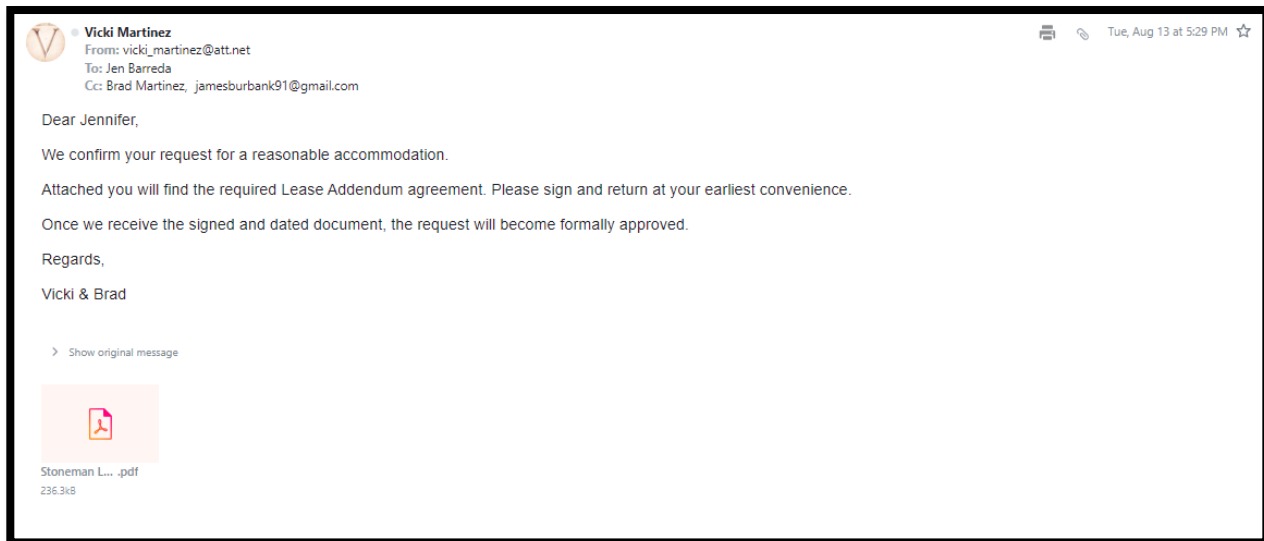 Vicki Martinez
Tue, Aug 13 at 5:29 PM
From: vicki_martinez@att.net
To: Jen Barreda
Cc: Brad Martinez, jamesburbank91@gmail.com
Dear Jennifer,
We confirm your request for a reasonable accommodation.
Attached you will find the required Lease Addendum agreement. Please sign and return at your earliest convenience.
Once we receive the signed and dated document, the request will become formally approved.
Regards,
Vicki & Brad
Show original message
Stoneman L... .pdf
236.3kB